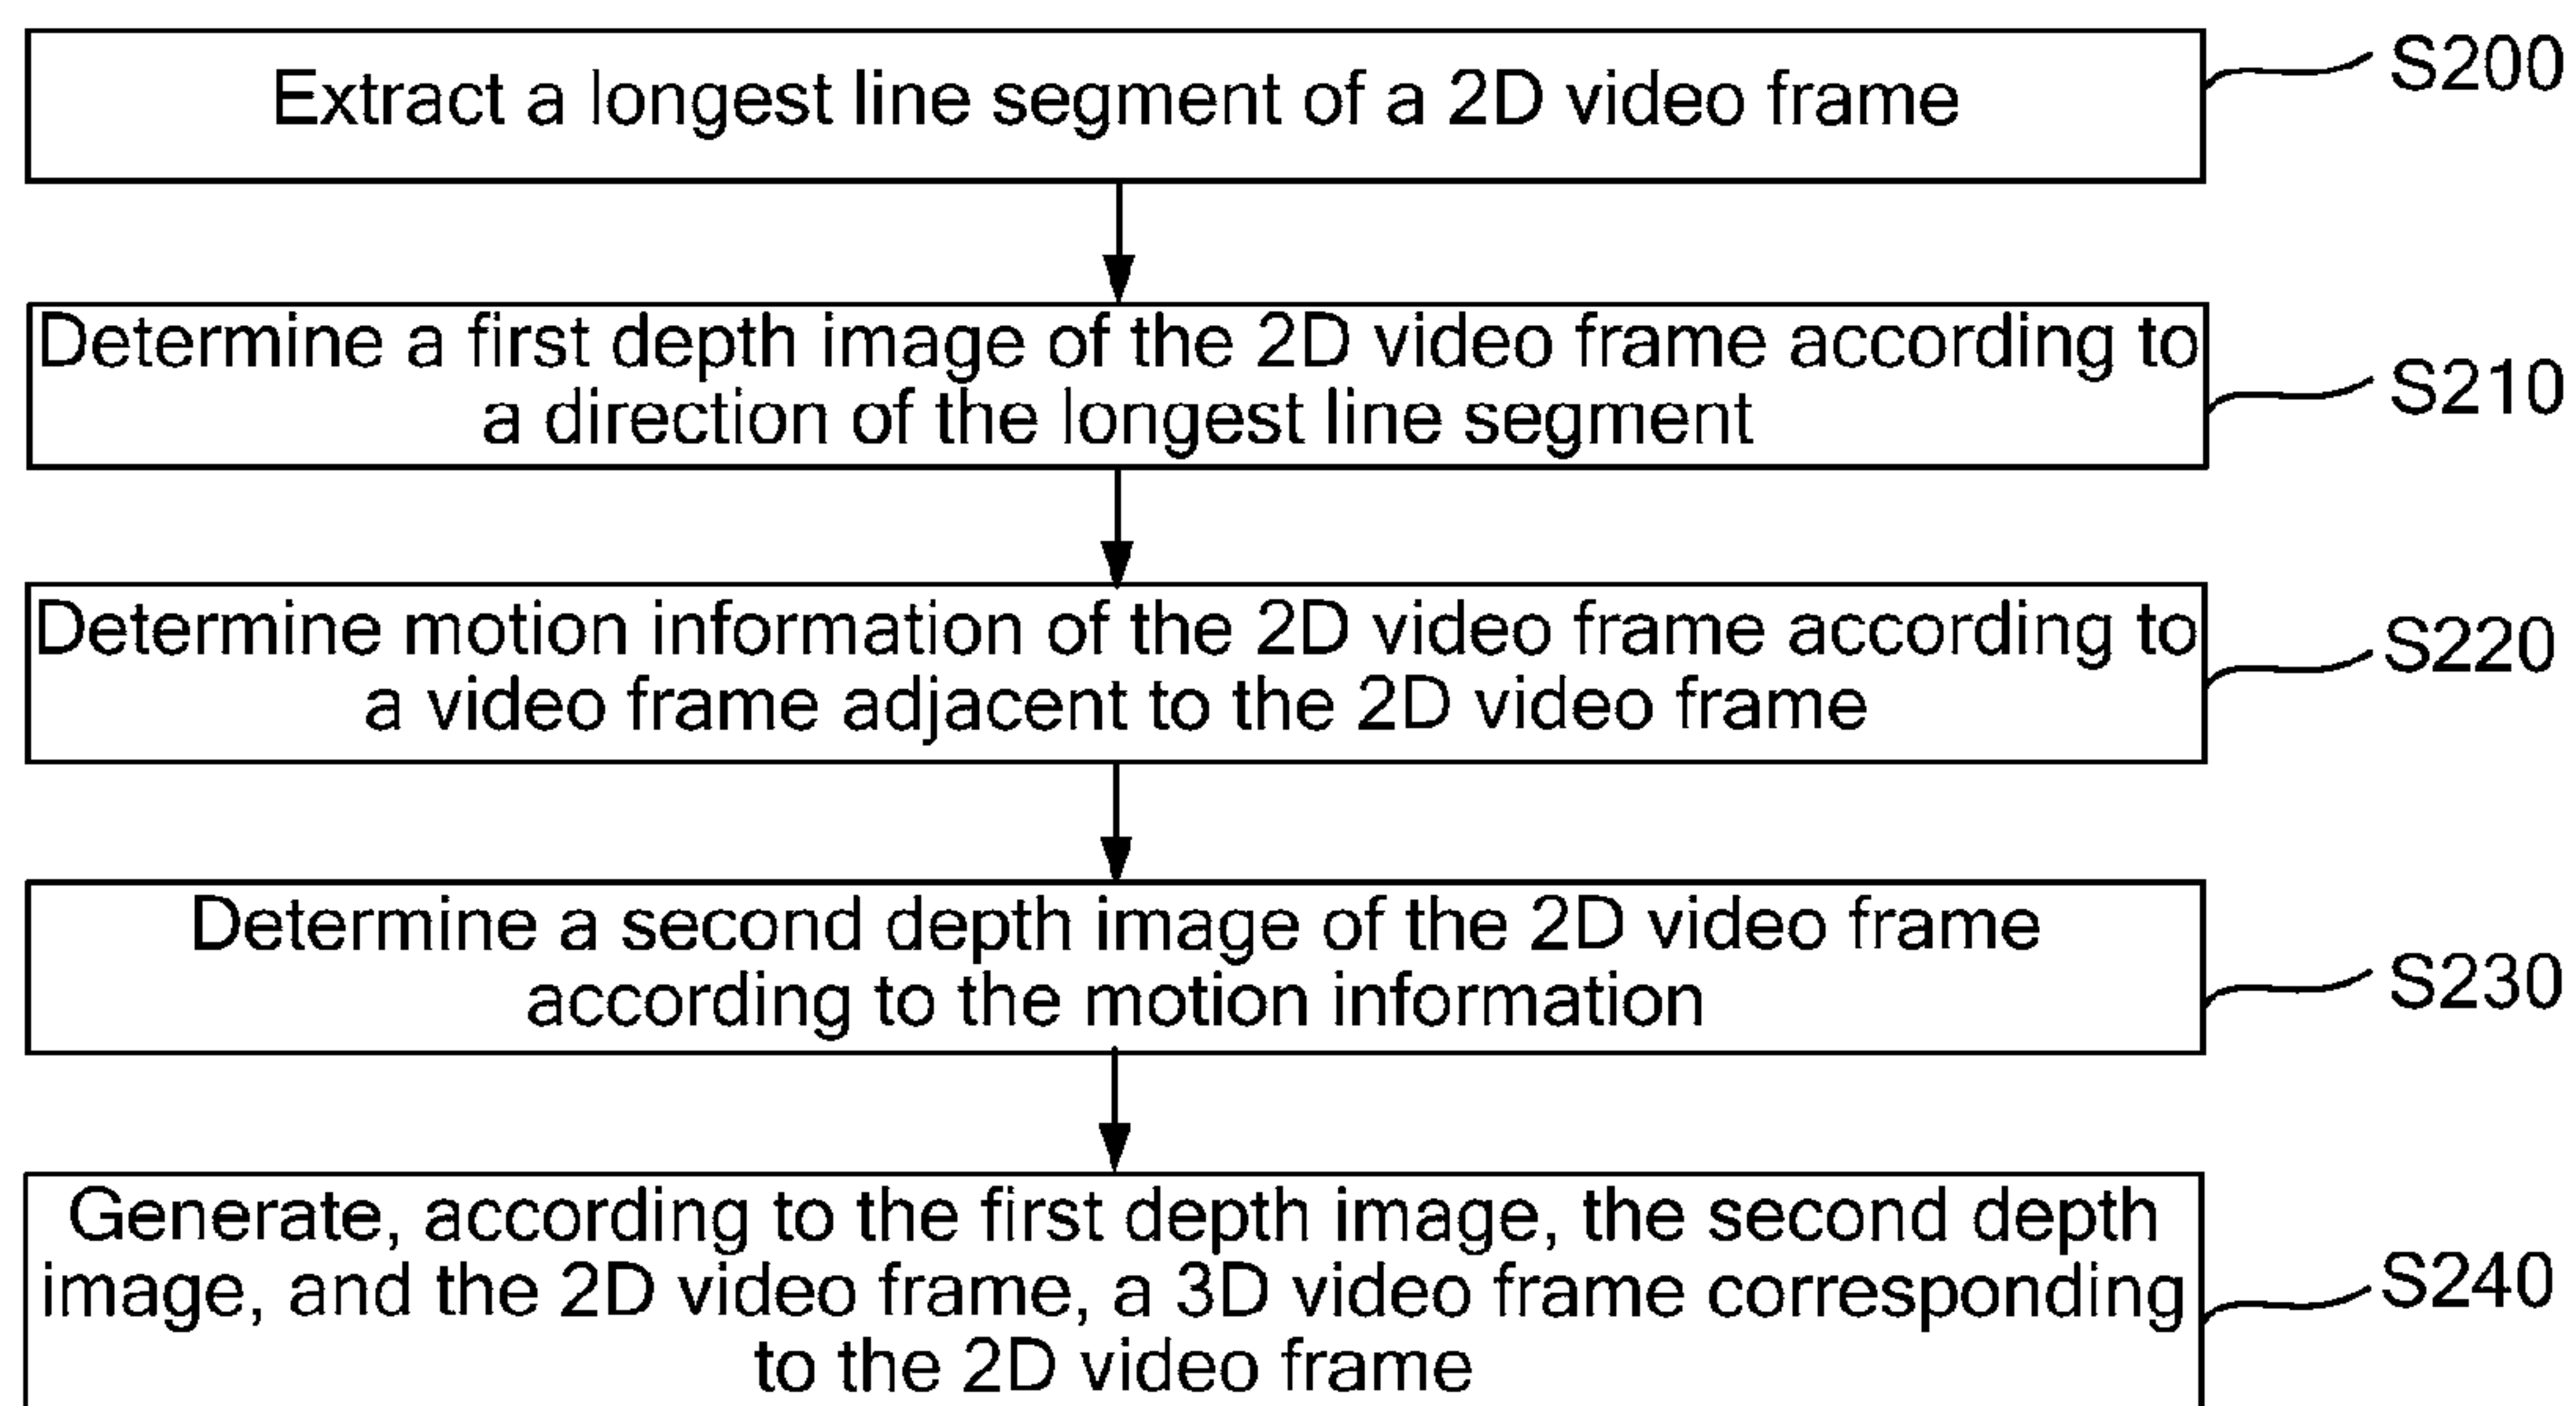 Extract a longest line segment of a 2D video frame
S200
Determine a first depth image of the 2D video frame according to
a direction of the longest line segment
S210
Determine motion information of the 2D video frame according to
a video frame adjacent to the 2D video frame
S220
Determine a second depth image of the 2D video frame
according to the motion information
S230
Generate, according to the first depth image, the second depth
image, and the 2D video frame, a 3D video frame corresponding
to the 2D video frame
S240